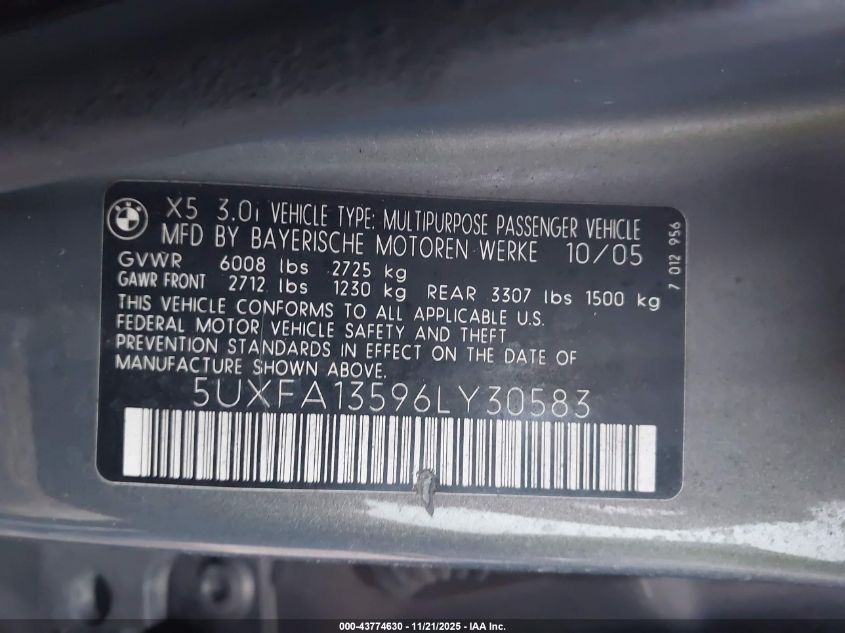 X5 3.0i VEHICLE TYPE: MULTIPURPOSE PASSENGER VEHICLE
MFD BY BAYERISCHE MOTOREN WERKE 10/05
GVWR 6008 lbs 2725 kg
GAWR FRONT 2712 lbs 1230 kg REAR 3307 lbs 1500 kg
THIS VEHICLE CONFORMS TO ALL APPLICABLE U.S.
FEDERAL MOTOR VEHICLE SAFETY AND THEFT
PREVENTION STANDARDS IN EFFECT ON THE DATE OF
MANUFACTURE SHOWN ABOVE.
5UXFA13596LY30583
7 012 956
000-43774630 - 11/21/2025 - IAA Inc.